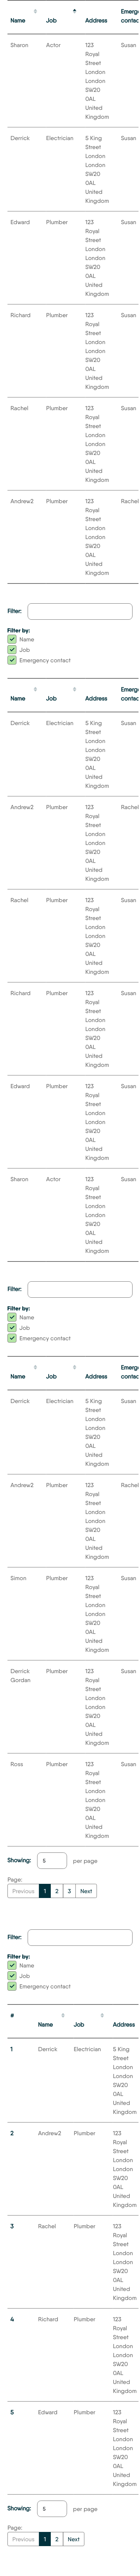 Emerg
Name Job Address contac
Sharon Actor 123 Susan
Royal
Street
London
London
SW20
0AL
United
Kingdom
Derrick Electrician 5 King Susan
Street
London
London
SW20
0AL
United
Kingdom
Edward Plumber 123 Susan
Royal
Street
London
London
SW20
0AL
United
Kingdom
Richard Plumber 123 Susan
Royal
Street
London
London
SW20
0AL
United
Kingdom
Rachel Plumber 123 Susan
Royal
Street
London
London
SW20
0AL
United
Kingdom
Andrew2 Plumber 123 Rachel
Royal
Street
London
London
SW20
0AL
United
Kingdom
Filter:
Filter by:
Name
Job
Emergency contact
Emerg
Name Job Address contac
Derrick Electrician 5 King Susan
Street
London
London
SW20
0AL
United
Kingdom
Andrew2 Plumber 123 Rachel
Royal
Street
London
London
SW20
0AL
United
Kingdom
Rachel Plumber 123 Susan
Royal
Street
London
London
SW20
0AL
United
Kingdom
Richard Plumber 123 Susan
Royal
Street
London
London
SW20
0AL
United
Kingdom
Edward Plumber 123 Susan
Royal
Street
London
London
SW20
0AL
United
Kingdom
Sharon Actor 123 Susan
Royal
Street
London
London
SW20
0AL
United
Kingdom
Filter:
Filter by:
Name
Job
Emergency contact
Emerg
Name Job Address contac
Derrick Electrician 5 King Susan
Street
London
London
SW20
0AL
United
Kingdom
Andrew2 Plumber 123 Rachel
Royal
Street
London
London
SW20
0AL
United
Kingdom
Simon Plumber 123 Susan
Royal
Street
London
London
SW20
0AL
United
Kingdom
Derrick Plumber 123 Susan
Gordan Royal
Street
London
London
SW20
0AL
United
Kingdom
Ross Plumber 123 Susan
Royal
Street
London
London
SW20
0AL
United
Kingdom
Showing: 5 per page
Page:
Previous 1 2 3 Next
Filter:
Filter by:
Name
Job
Emergency contact
#
Name Job Address
1 Derrick Electrician 5 King
Street
London
London
SW20
0AL
United
Kingdom
2 Andrew2 Plumber 123
Royal
Street
London
London
SW20
0AL
United
Kingdom
3 Rachel Plumber 123
Royal
Street
London
London
SW20
0AL
United
Kingdom
4 Richard Plumber 123
Royal
Street
London
London
SW20
0AL
United
Kingdom
5 Edward Plumber 123
Royal
Street
London
London
SW20
0AL
United
Kingdom
Showing: 5 per page
Page:
Previous 1 2 Next